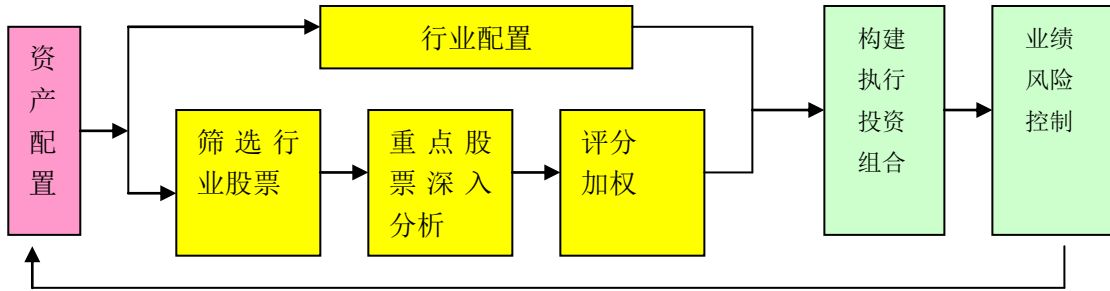 资
产
配
置
行业配置
筛选行
业股票
重点股
票深入
分析
评分
加权
构建
执行
投资
组合
业绩
风险
控制